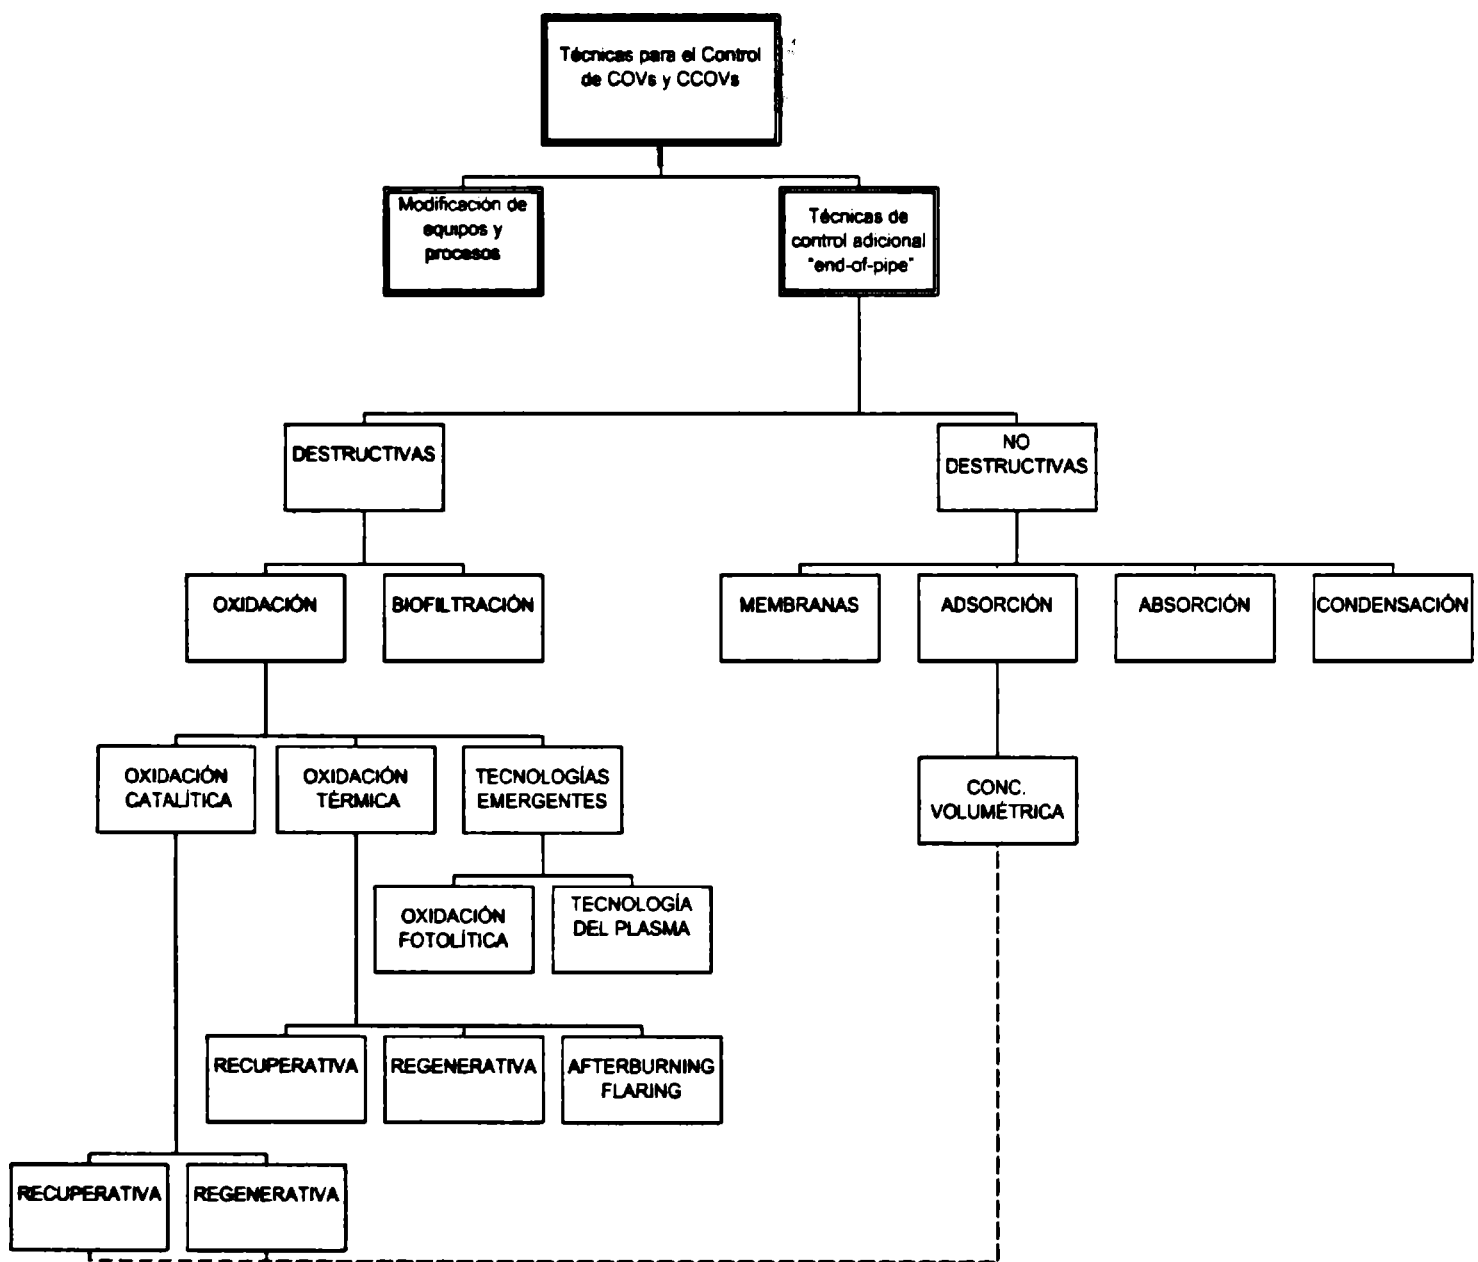 Técnicas para el Control
de COVs y CCOVs
Modificación de
equipos y
procesos
Técnicas de
control adicional
"end-of-pipe"
DESTRUCTIVAS
NO
DESTRUCTIVAS
OXIDACIÓN
BIOFILTRACIÓN
MEMBRANAS
ADSORCIÓN
ABSORCIÓN
CONDENSACIÓN
OXIDACIÓN
CATALÍTICA
OXIDACIÓN
TÉRMICA
TECNOLOGÍAS
EMERGENTES
CONC.
VOLUMÉTRICA
OXIDACIÓN
FOTOLÍTICA
TECNOLOGÍA
DEL PLASMA
RECUPERATIVA
REGENERATIVA
AFTERBURNING
FLARING
RECUPERATIVA
REGENERATIVA